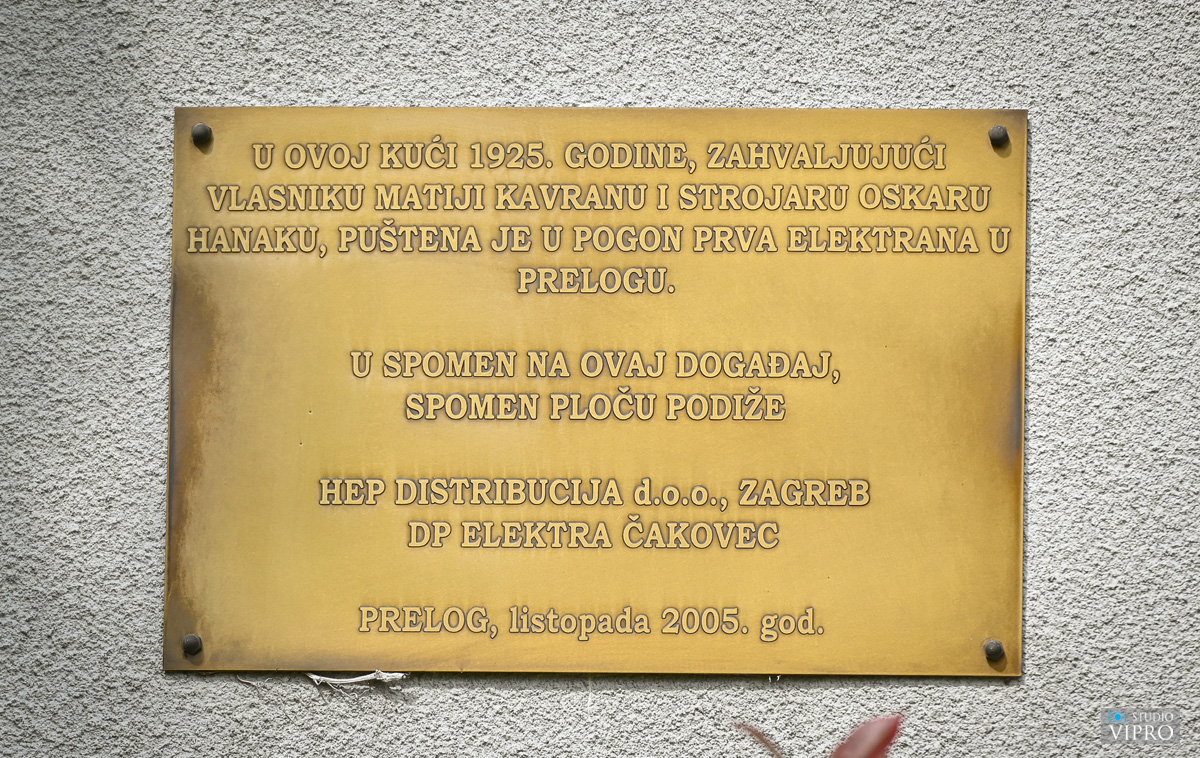 U OVOJ KUĆI 1925. GODINE, ZAHVALJUJUĆI
VLASNIKU MATIJI KAVRANU I STROJARU OSKARU
HANAKU, PUŠTENA JE U POGON PRVA ELEKTRANA U
PRELOGU.
U SPOMEN NA OVAJ DOGAĐAJ,
SPOMEN PLOČU PODIŽE
HEP DISTRIBUCIJA d.o.o., ZAGREB
DP ELEKTRA ČAKOVEC
PRELOG, listopada 2005. god.
STUDIO
VIPRO